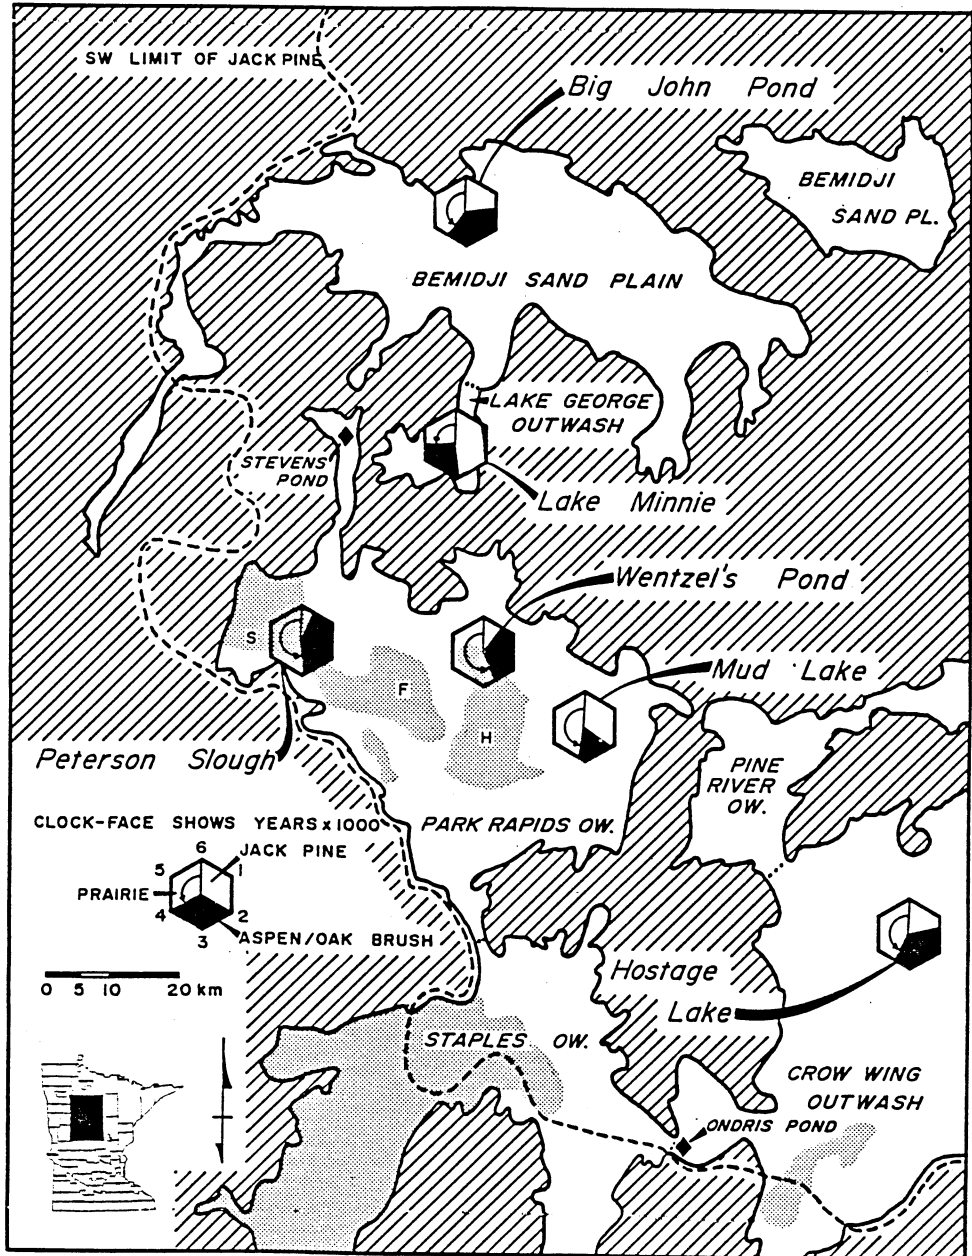 SW LIMIT OF JACK PINE
Big John Pond
BEMIDJI
SAND PL.
BEMIDJI SAND PLAIN
LAKE GEORGE
OUTWASH
STEVENS'
POND
Lake Minnie
Wentzel's Pond
S
F
H
Mud Lake
Peterson Slough
PINE
RIVER
OW.
CLOCK-FACE SHOWS YEARS x 1000
PARK RAPIDS OW.
6
JACK PINE
5
1
PRAIRIE
4
2
3
ASPEN/OAK BRUSH
Hostage
Lake
0 5 10 20 km
STAPLES OW.
CROW WING
OUTWASH
ONDRIS POND